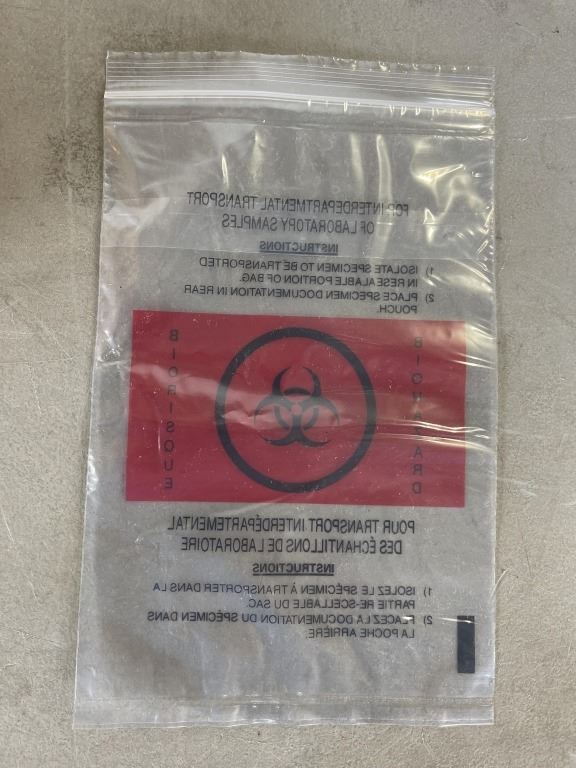 FOR INTERDEPARTMENTAL TRANSPORT
OF LABORATORY SAMPLES
INSTRUCTIONS
1) ISOLATE SPECIMEN TO BE TRANSPORTED
IN RESEALABLE PORTION OF BAG.
2) PLACE SPECIMEN DOCUMENTATION IN REAR
POUCH.
BIOHAZARD
BIORISQUE
POUR TRANSPORT INTERDÉPARTEMENTAL
DES ÉCHANTILLONS DE LABORATOIRE
INSTRUCTIONS
1) ISOLEZ LE SPÉCIMEN À TRANSPORTER DANS LA
PARTIE RE-SCELLABLE DU SAC.
2) PLACEZ LA DOCUMENTATION DU SPÉCIMEN DANS
LA POCHE ARRIÈRE.